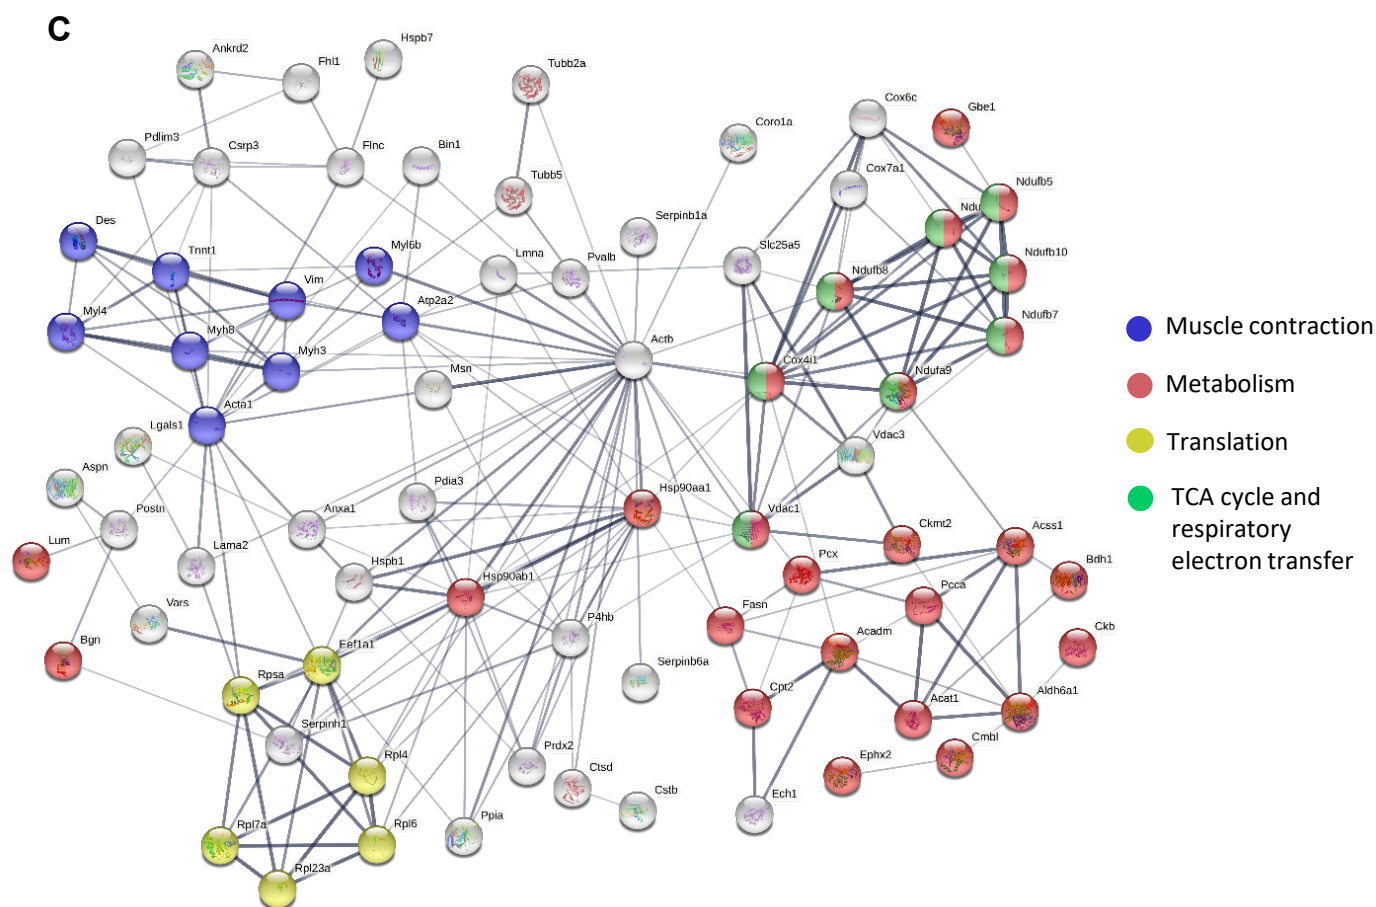 C
Ankrd2
Fhl1
Hspb7
Tubb2a
Coro1a
Cox6c
Gbe1
Pdlim3
Csrp3
Flnc
Bin1
Tubb5
Cox7a1
Ndufb5
Ndu
Des
Tnnt1
Vim
Myl6b
Lmna
Pvalb
Serpinb1a
Slc25a5
Ndufb8
Ndufb10
Ndufb7
Myl4
Myh8
Myh3
Atp2a2
Actb
Msn
Cox4i1
Ndufa9
Muscle contraction
Metabolism
Translation
TCA cycle and
respiratory
electron transfer
Acta1
Lgals1
Aspn
Postn
Lum
Lama2
Anxa1
Pdia3
Hspb1
Hsp90aa1
Vdac3
Vdac1
Ckmt2
Acss1
Bdh1
Pcx
Pcca
Hsp90ab1
Vars
Bgn
Eef1a1
Rpsa
P4hb
Fasn
Acadm
Ckb
Serpinb6a
Cpt2
Acat1
Aldh6a1
Serpinh1
Rpl4
Prdx2
Ctsd
Cstb
Ephx2
Cmbl
Ech1
Rpl7a
Rpl6
Ppia
Rpl23a